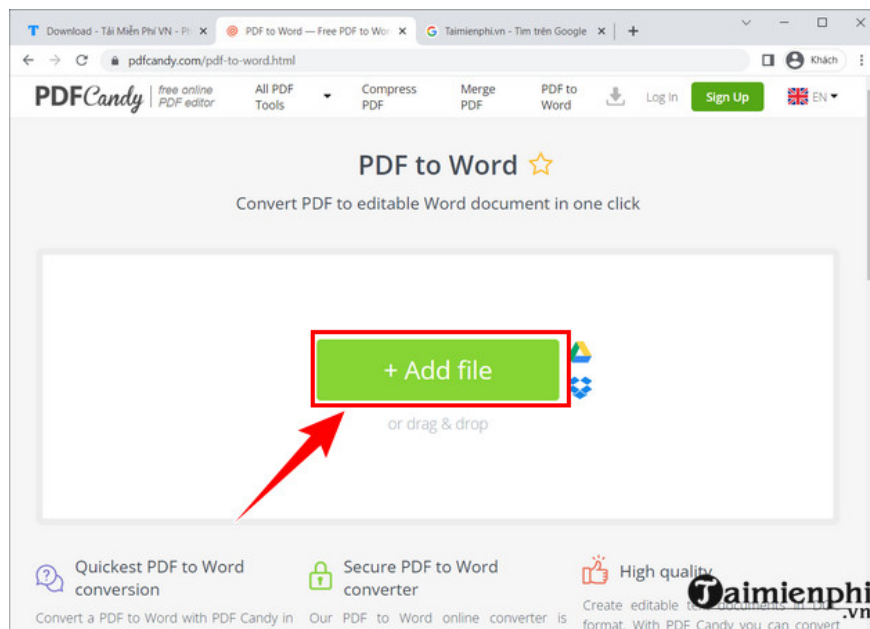 Download - Tải Miễn Phí VN - Ph
PDF to Word — Free PDF to Wor
Taimienphi.vn - Tìm trên Google
pdfcandy.com/pdf-to-word.html
Khách
PDFCandy
free online
PDF editor
All PDF
Tools
Compress
PDF
Merge
PDF
PDF to
Word
Log In
Sign Up
EN
PDF to Word
Convert PDF to editable Word document in one click
+ Add file
or drag & drop
Quickest PDF to Word
conversion
Convert a PDF to Word with PDF Candy in
Secure PDF to Word
converter
Our PDF to Word online converter is
High quality
Create editable text documents in DOC
format. With PDF Candy you can convert
Taimienphi
.vn